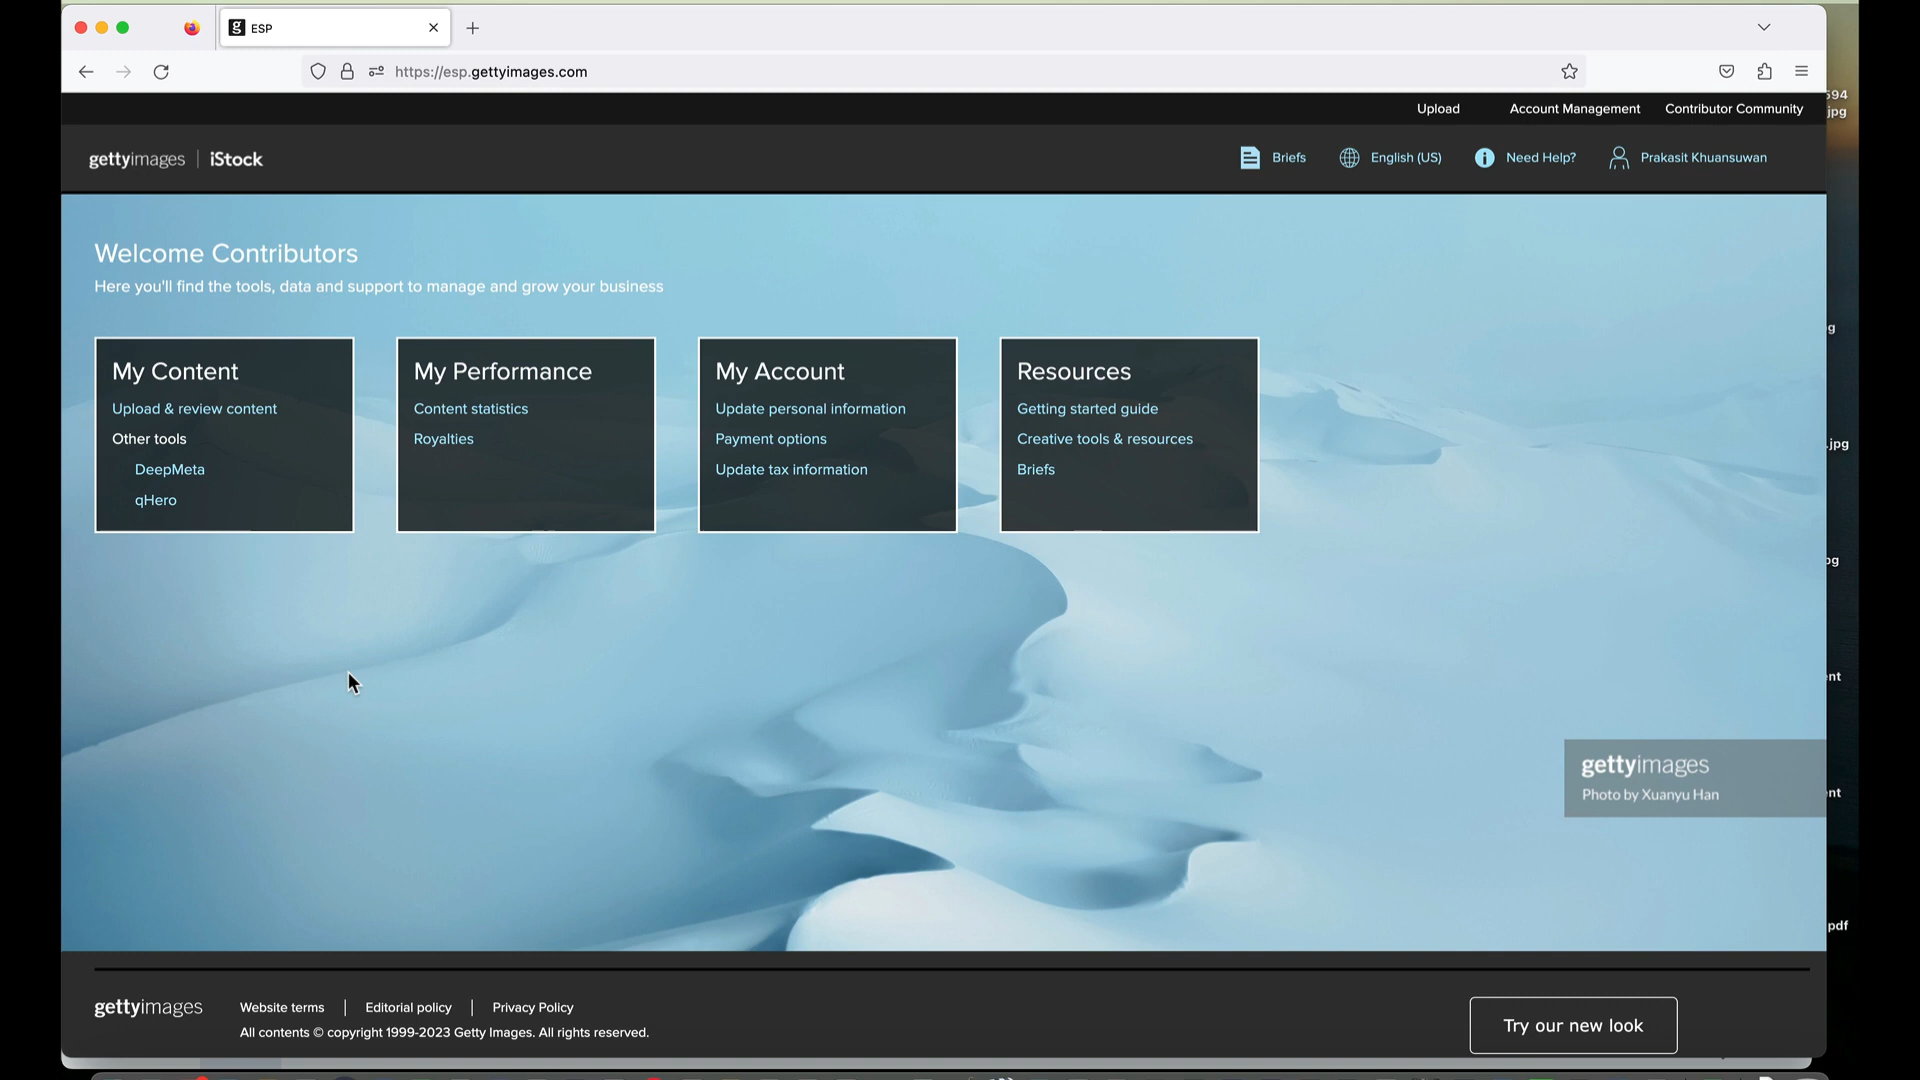 ESP
https://esp.gettyimages.com
Upload
Account Management
Contributor Community
gettyimages | iStock
Briefs
English (US)
Need Help?
Prakasit Khuansuwan
Welcome Contributors
Here you'll find the tools, data and support to manage and grow your business
My Content
Upload & review content
Other tools
DeepMeta
qHero
My Performance
Content statistics
Royalties
My Account
Update personal information
Payment options
Update tax information
Resources
Getting started guide
Creative tools & resources
Briefs
gettyimages
Photo by Xuanyu Han
gettyimages
Website terms | Editorial policy | Privacy Policy
All contents © copyright 1999-2023 Getty Images. All rights reserved.
Try our new look
594
jpg
.jpg
pdf